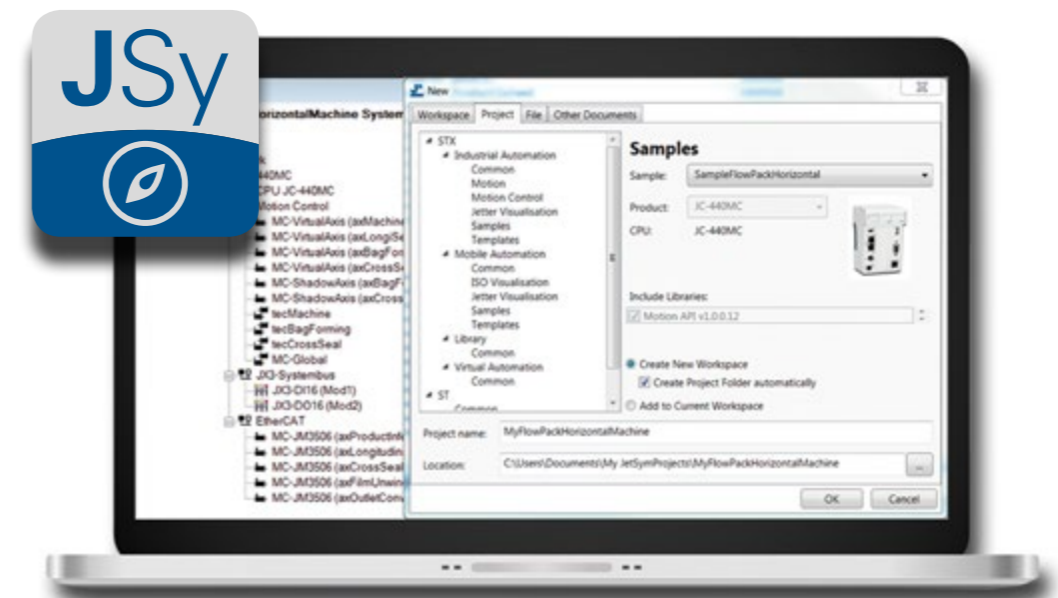 JSy
orizontalMachine System
440MC
CPU JC-440MC
Motion Control
MC-VirtualAxis (axMachine
MC-VirtualAxis (axLongiSe
MC-VirtualAxis (axBagFor
MC-VirtualAxis (axCrossS
MC-ShadowAxis (axBagF
MC-ShadowAxis (axCross
tecMachine
tecBagForming
tecCrossSeal
MC-Global
JX3-Systembus
JX3-DI16 (Mod1)
JX3-DO16 (Mod2)
EtherCAT
MC-JM3506 (axProductInf
MC-JM3506 (axLongitudin
MC-JM3506 (axCrossSeal
MC-JM3506 (axFilmUnwin
MC-JM3506 (axOutletConv
New
Workspace Project File Other Documents
STX
Industrial Automation
Common
Motion
Motion Control
Jetter Visualisation
Samples
Templates
Mobile Automation
Common
ISO Visualisation
Jetter Visualisation
Samples
Templates
Library
Common
Virtual Automation
Common
ST
Common
Samples
Sample: SampleFlowPackHorizontal
Product: JC-440MC
CPU: JC-440MC
Include Libraries:
Motion API v1.0.0.12
Create New Workspace
Create Project Folder automatically
Add to Current Workspace
Project name: MyFlowPackHorizontalMachine
Location: C:\Users\Documents\My JetSymProjects\MyFlowPackHorizontalMachine
...
OK Cancel